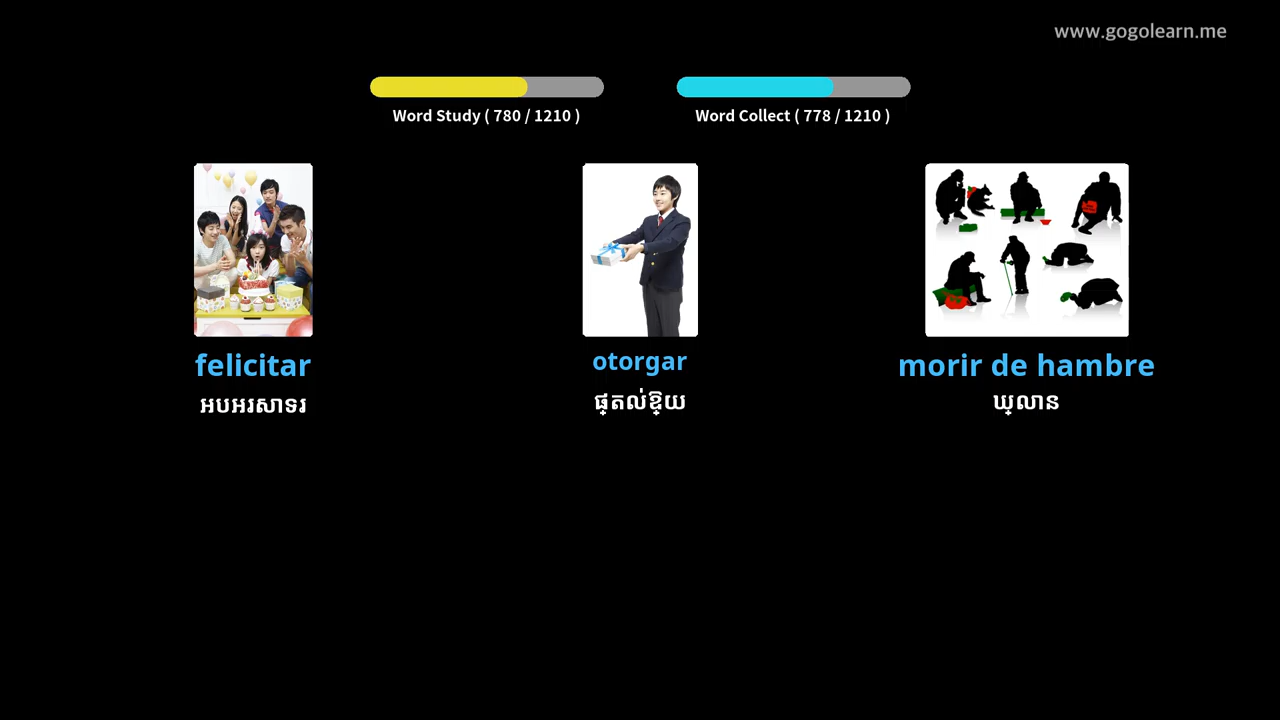 www.gogolearn.me
Word Study ( 780 / 1210 )
Word Collect ( 778 / 1210 )
felicitar
អបអរសាទរ
otorgar
ផ្តល់ឱ្យ
morir de hambre
ឃ្លាន